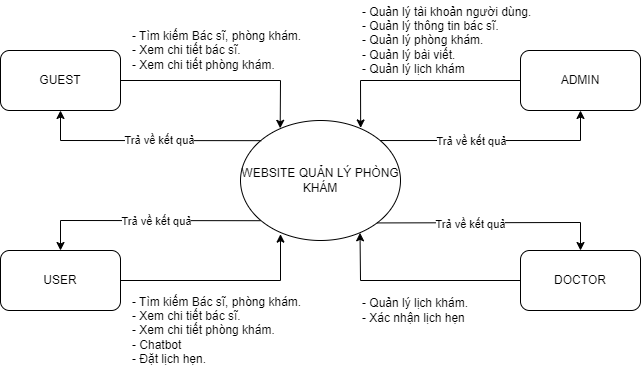 - Tìm kiếm Bác sĩ, phòng khám.
- Xem chi tiết bác sĩ.
- Xem chi tiết phòng khám.
- Quản lý tài khoản người dùng.
- Quản lý thông tin bác sĩ.
- Quản lý phòng khám.
- Quản lý bài viết.
- Quản lý lịch khám
GUEST
ADMIN
Trả về kết quả
Trả về kết quả
WEBSITE QUẢN LÝ PHÒNG
KHÁM
Trả về kết quả
Trả về kết quả
USER
DOCTOR
- Tìm kiếm Bác sĩ, phòng khám.
- Xem chi tiết bác sĩ.
- Xem chi tiết phòng khám.
- Chatbot
- Đặt lịch hẹn.
- Quản lý lịch khám.
- Xác nhận lịch hẹn